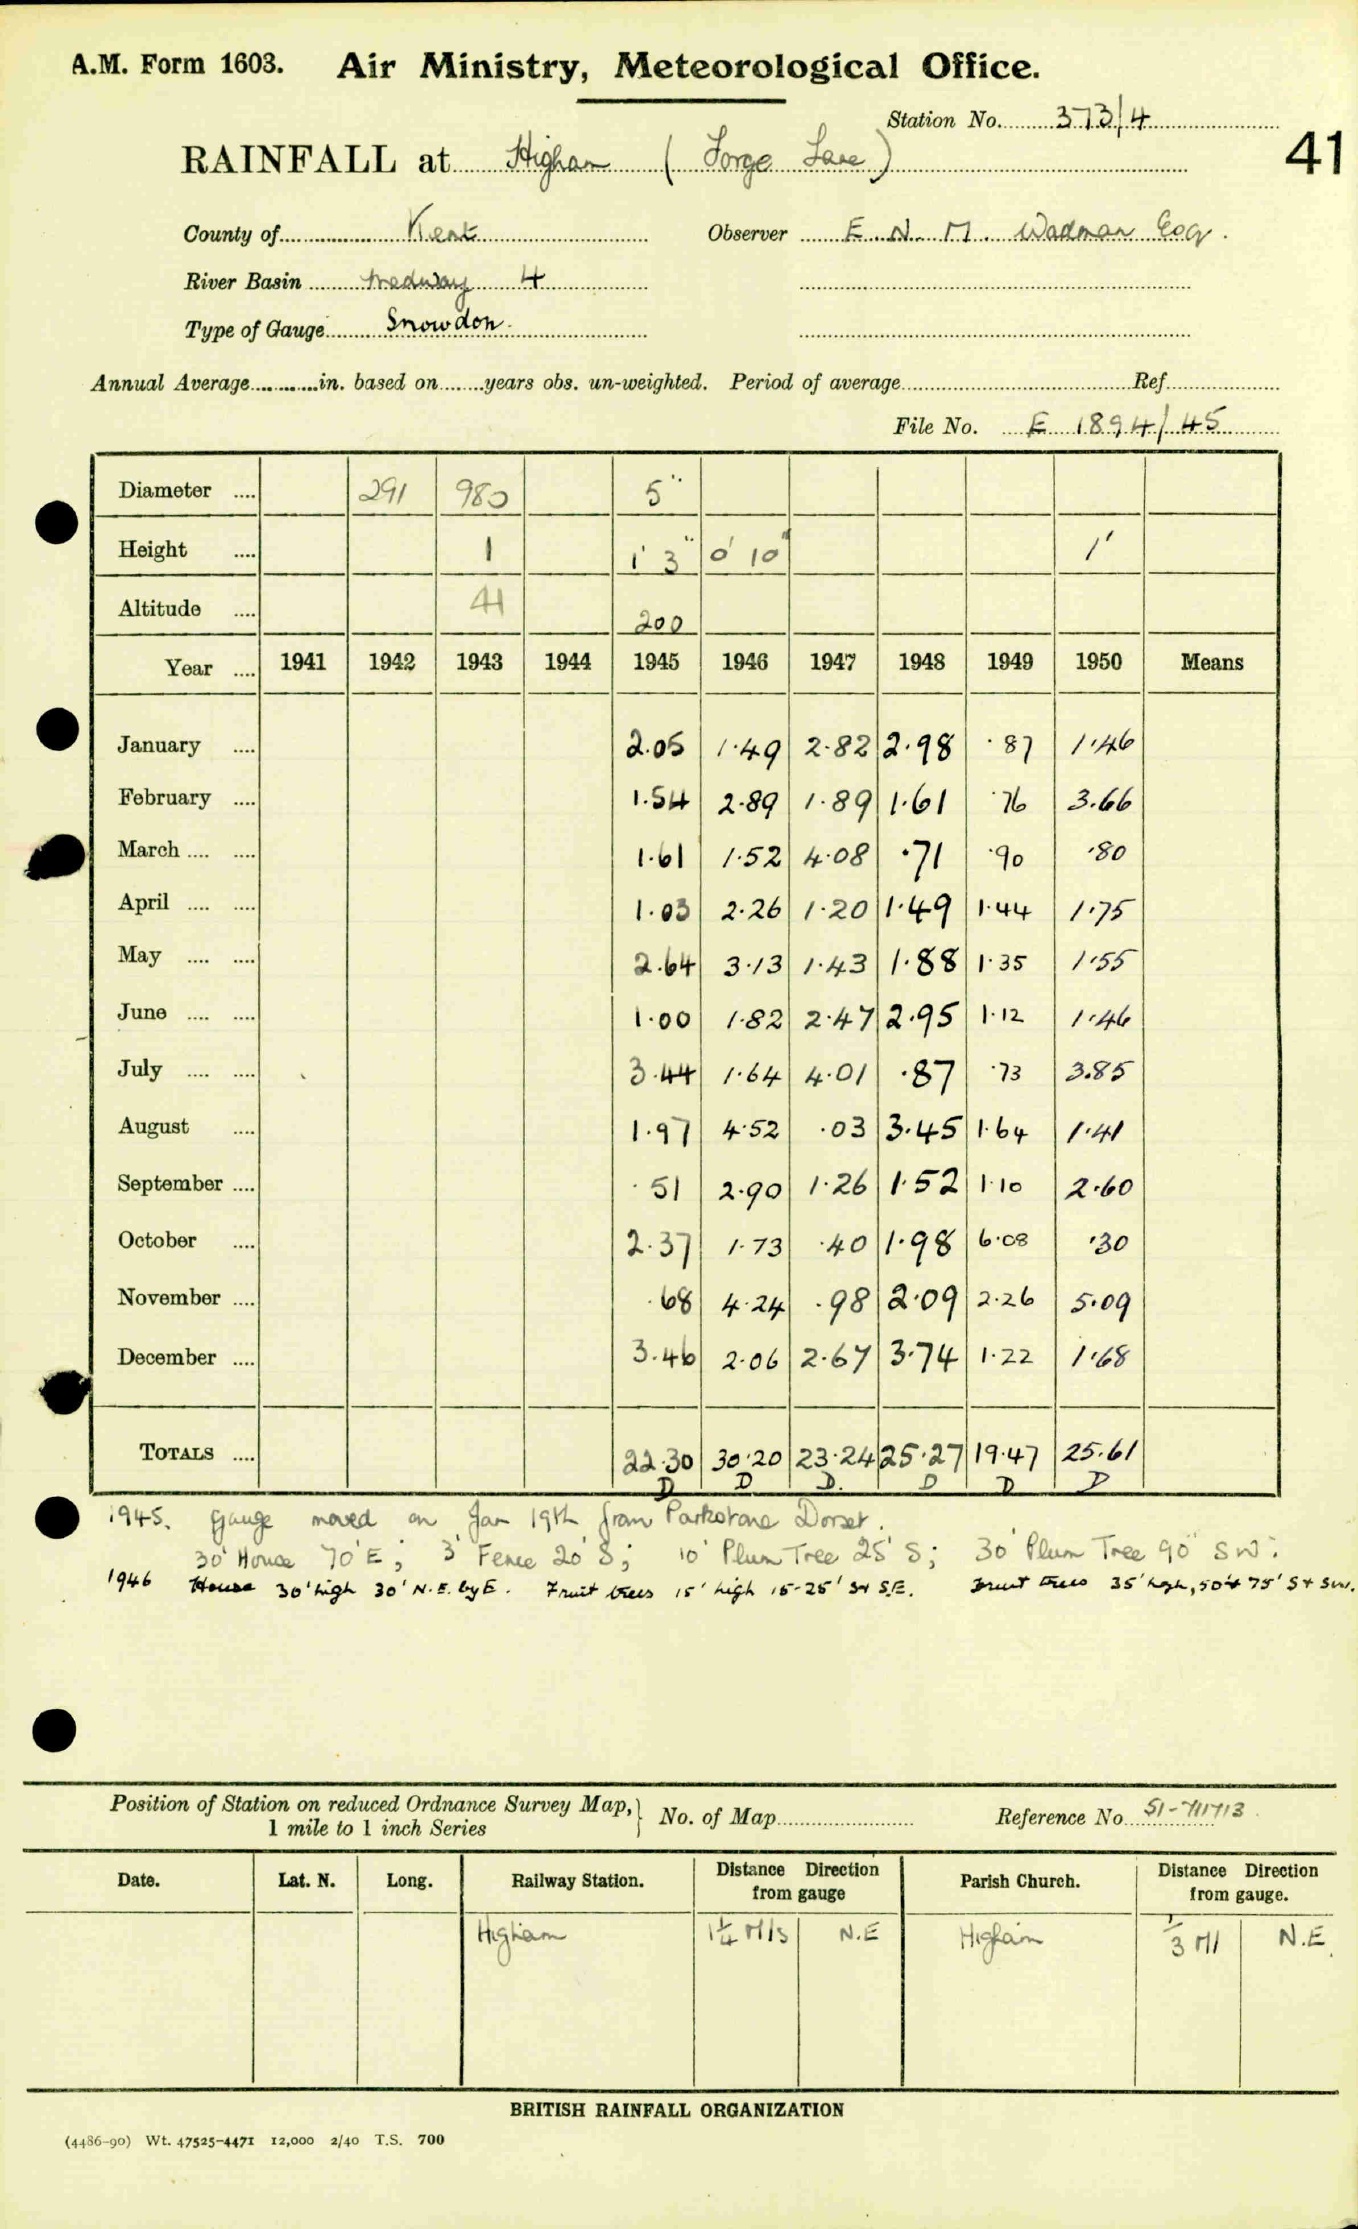 A.M. Form 1603. Air Ministry, Meteorological Office.
Station No. 373/4
41
RAINFALL at Higham (Forge Lane)
County of Kent Observer E. N. M. Wadman Esq.
River Basin Medway 4
Type of Gauge Snowdon.
Annual Average in. based on years obs. un-weighted. Period of average Ref.
File No. E 1894/45
Diameter 291 980 5"
Height 1 1' 3" 0' 10" 1'
Altitude 41 200
Year 1941 1942 1943 1944 1945 1946 1947 1948 1949 1950 Means
January 2.05 1.49 2.82 2.98 .87 1.46
February 1.54 2.89 1.89 1.61 .76 3.66
March 1.61 1.52 4.08 .71 .90 .80
April 1.03 2.26 1.20 1.49 1.44 1.75
May 2.64 3.13 1.43 1.88 1.35 1.55
June 1.00 1.82 2.47 2.95 1.12 1.46
July 3.44 1.64 4.01 .87 .73 3.85
August 1.97 4.52 .03 3.45 1.64 1.41
September .51 2.90 1.26 1.52 1.10 2.60
October 2.37 1.73 .40 1.98 6.08 .30
November .68 4.24 .98 2.09 2.26 5.09
December 3.46 2.06 2.67 3.74 1.22 1.68
TOTALS 22.30 30.20 23.24 25.27 19.47 25.61
D D D. D D D
1945. Gauge moved on Jan 19th from Parkstone Dorset.
30' House 70' E; 3' Fence 20' S; 10' Plum Tree 25' S; 30' Plum Tree 90' SW.
1946 House 30' high 30' N.E. by E. Fruit trees 15' high 15-25' S+ S.E. Fruit trees 35' high, 50'+ 75' S+ SW.
Position of Station on reduced Ordnance Survey Map, 1 mile to 1 inch Series } No. of Map Reference No. 51-711713
Date. Lat. N. Long. Railway Station. Distance Direction from gauge Parish Church. Distance Direction from gauge.
Higham 1 1/4 Mls N.E Higham 1/3 Ml N.E.
BRITISH RAINFALL ORGANIZATION
(4486-90) Wt. 47525-4471 12,000 2/40 T.S. 700